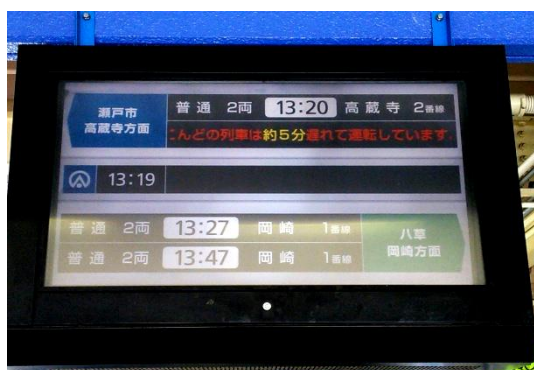 瀬戸市
高蔵寺方面
普通 2両 13:20 高蔵寺 2番線
こんどの列車は約5分遅れて運転しています。
13:19
普通 2両 13:27 岡崎 1番線
普通 2両 13:47 岡崎 1番線
八草
岡崎方面